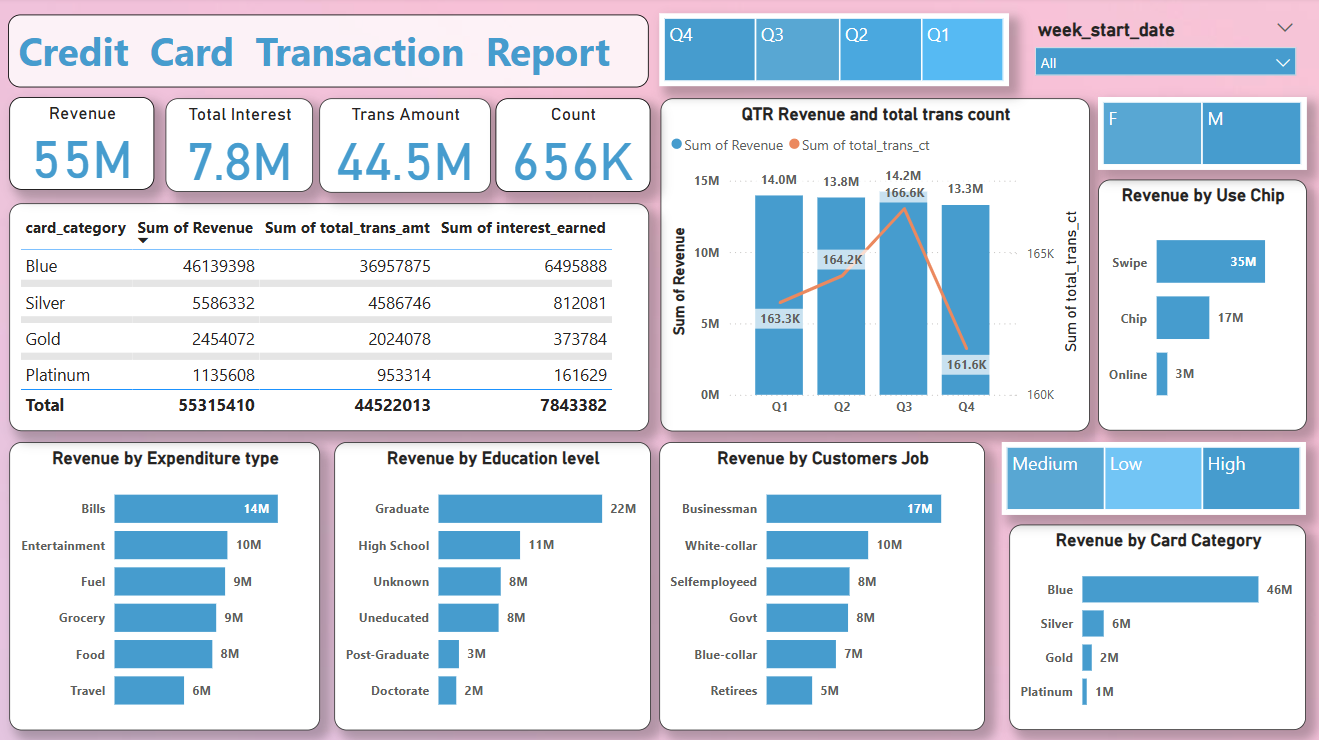 Credit Card Transaction Report
Q4 Q3 Q2 Q1
week_start_date
All
Revenue
55M
Total Interest
7.8M
Trans Amount
44.5M
Count
656K
card_category Sum of Revenue Sum of total_trans_amt Sum of interest_earned
Blue 46139398 36957875 6495888
Silver 5586332 4586746 812081
Gold 2454072 2024078 373784
Platinum 1135608 953314 161629
Total 55315410 44522013 7843382
QTR Revenue and total trans count
Sum of Revenue Sum of total_trans_ct
Sum of Revenue
15M
10M
5M
0M
14.0M 13.8M 14.2M 13.3M
163.3K 164.2K 166.6K 161.6K
Q1 Q2 Q3 Q4
165K
160K
Sum of total_trans_ct
F M
Revenue by Use Chip
Swipe 35M
Chip 17M
Online 3M
Revenue by Expenditure type
Bills 14M
Entertainment 10M
Fuel 9M
Grocery 9M
Food 8M
Travel 6M
Revenue by Education level
Graduate 22M
High School 11M
Unknown 8M
Uneducated 8M
Post-Graduate 3M
Doctorate 2M
Revenue by Customers Job
Businessman 17M
White-collar 10M
Selfemployeed 8M
Govt 8M
Blue-collar 7M
Retirees 5M
Medium Low High
Revenue by Card Category
Blue 46M
Silver 6M
Gold 2M
Platinum 1M